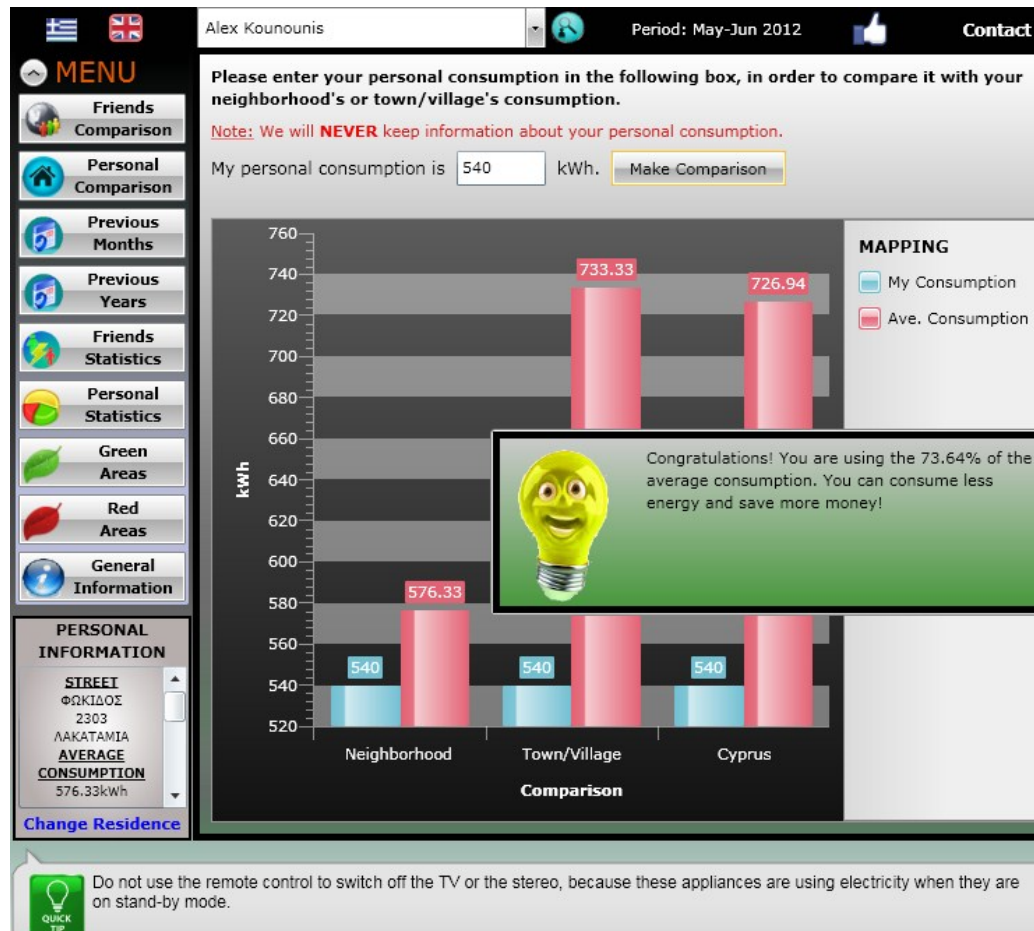 Alex Kounounis
Period: May-Jun 2012
Contact
MENU
Friends
Comparison
Personal
Comparison
Previous
Months
Previous
Years
Friends
Statistics
Personal
Statistics
Green
Areas
Red
Areas
General
Information
PERSONAL
INFORMATION
STREET
ΦΩΚΙΔΟΣ
2303
ΛΑΚΑΤΑΜΙΑ
AVERAGE
CONSUMPTION
576.33kWh
Change Residence
Please enter your personal consumption in the following box, in order to compare it with your
neighborhood's or town/village's consumption.
Note: We will NEVER keep information about your personal consumption.
My personal consumption is 540 kWh. Make Comparison
kWh
760
740
720
700
680
660
640
620
600
580
560
540
520
540
576.33
540
733.33
540
726.94
Neighborhood Town/Village Cyprus
Comparison
MAPPING
My Consumption
Ave. Consumption
Congratulations! You are using the 73.64% of the
average consumption. You can consume less
energy and save more money!
QUICK
TIP
Do not use the remote control to switch off the TV or the stereo, because these appliances are using electricity when they are
on stand-by mode.